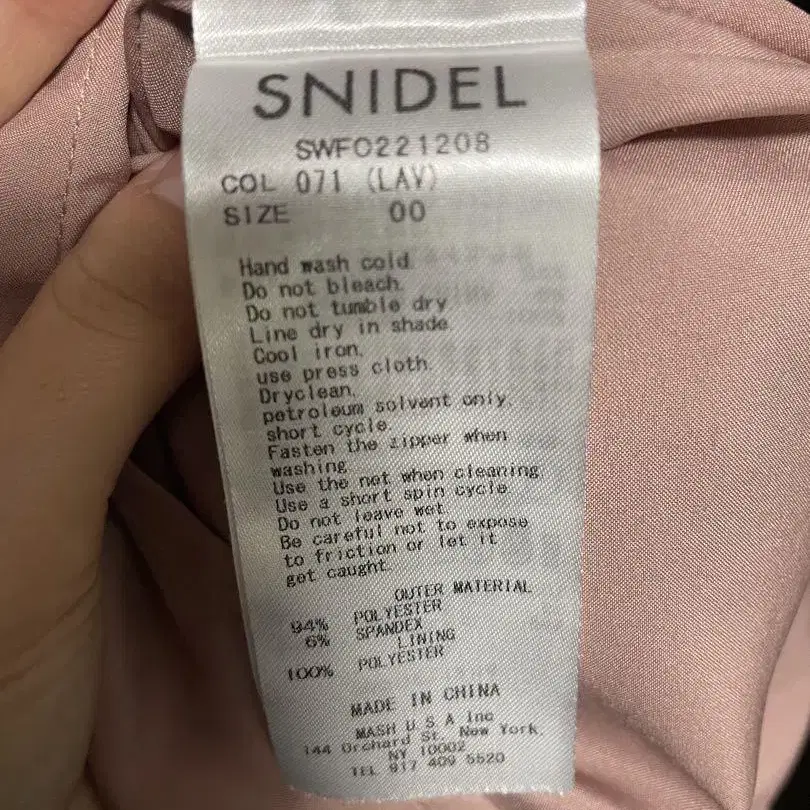 SNIDEL
SWFO221208
COL 071 (LAV)
SIZE 00
Hand wash cold.
Do not bleach.
Do not tumble dry
Line dry in shade.
Cool iron.
use press cloth.
Dryclean.
petroleum solvent only.
short cycle.
Fasten the zipper when
washing
Use the net when cleaning
Use a short spin cycle
Do not leave wet
Be careful not to expose
to friction or let it
get caught.
OUTER MATERIAL
94% POLYESTER
6% SPANDEX
LINING
100% POLYESTER
MADE IN CHINA
MASH U S A Inc
144 Orchard St, New York,
NY 10002
TEL 917 409 5520